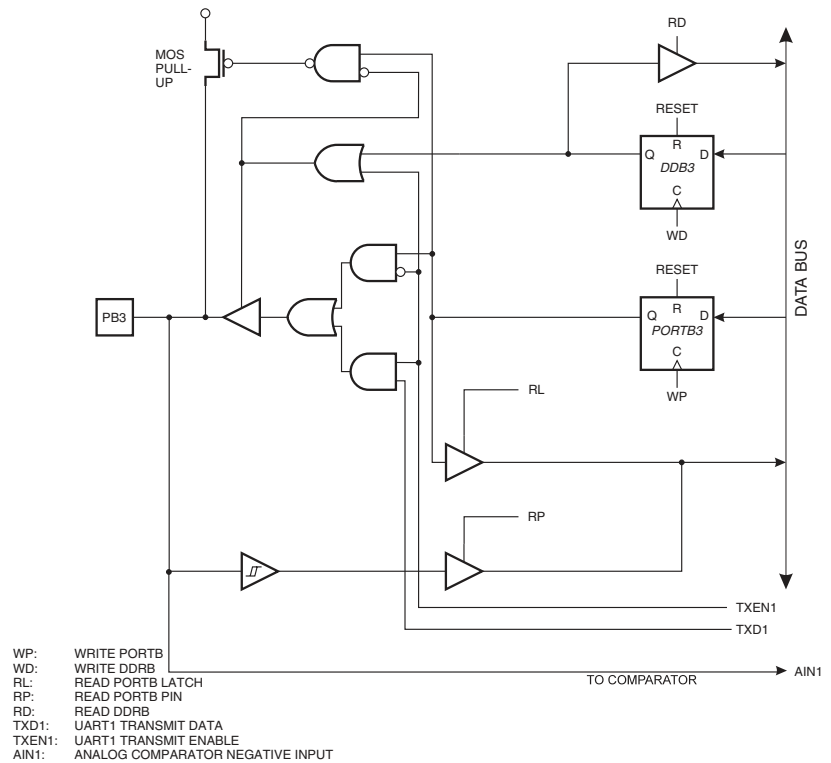 MOS
PULL-
UP
RD
RESET
R
Q
D
DDB3
C
WD
RESET
R
Q
D
PORTB3
C
WP
DATA BUS
PB3
RL
RP
TXEN1
TXD1
TO COMPARATOR
AIN1
WP: WRITE PORTB
WD: WRITE DDRB
RL: READ PORTB LATCH
RP: READ PORTB PIN
RD: READ DDRB
TXD1: UART1 TRANSMIT DATA
TXEN1: UART1 TRANSMIT ENABLE
AIN1: ANALOG COMPARATOR NEGATIVE INPUT